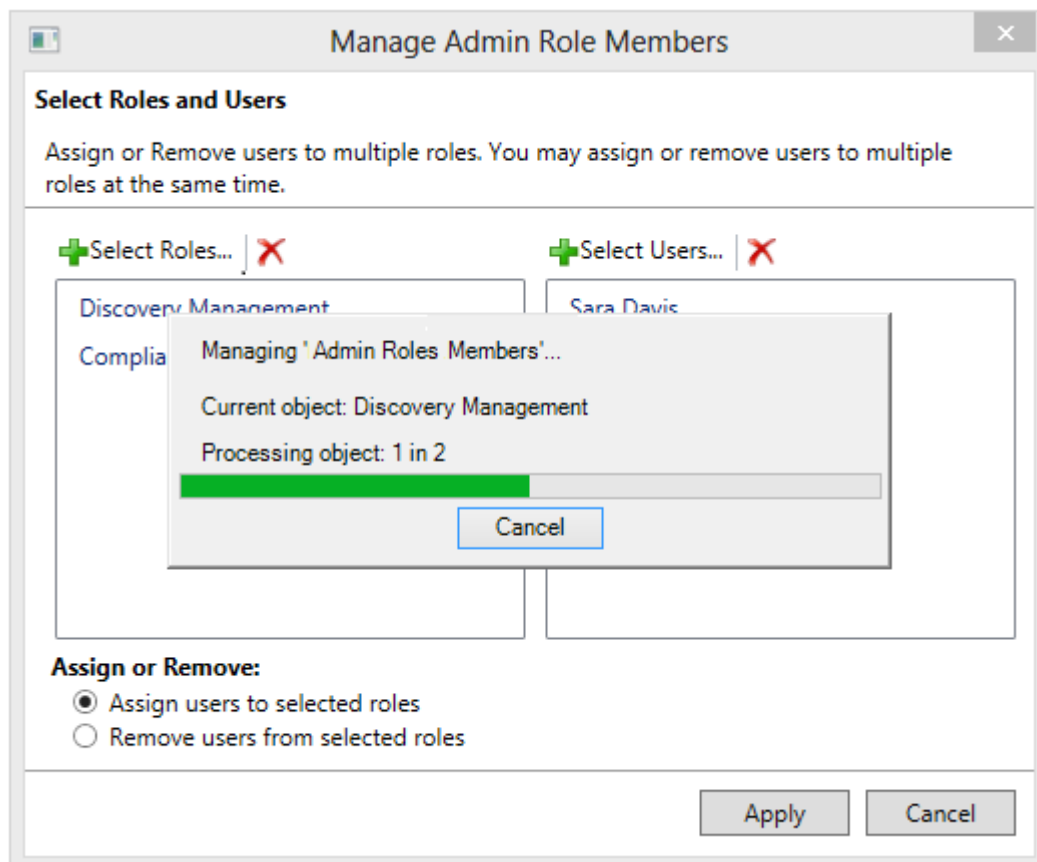 Manage Admin Role Members
Select Roles and Users
Assign or Remove users to multiple roles. You may assign or remove users to multiple
roles at the same time.
Select Roles...
Select Users...
Discovery Management
Sara Davis
Complia
Managing ' Admin Roles Members'...
Current object: Discovery Management
Processing object: 1 in 2
Cancel
Assign or Remove:
Assign users to selected roles
Remove users from selected roles
Apply
Cancel